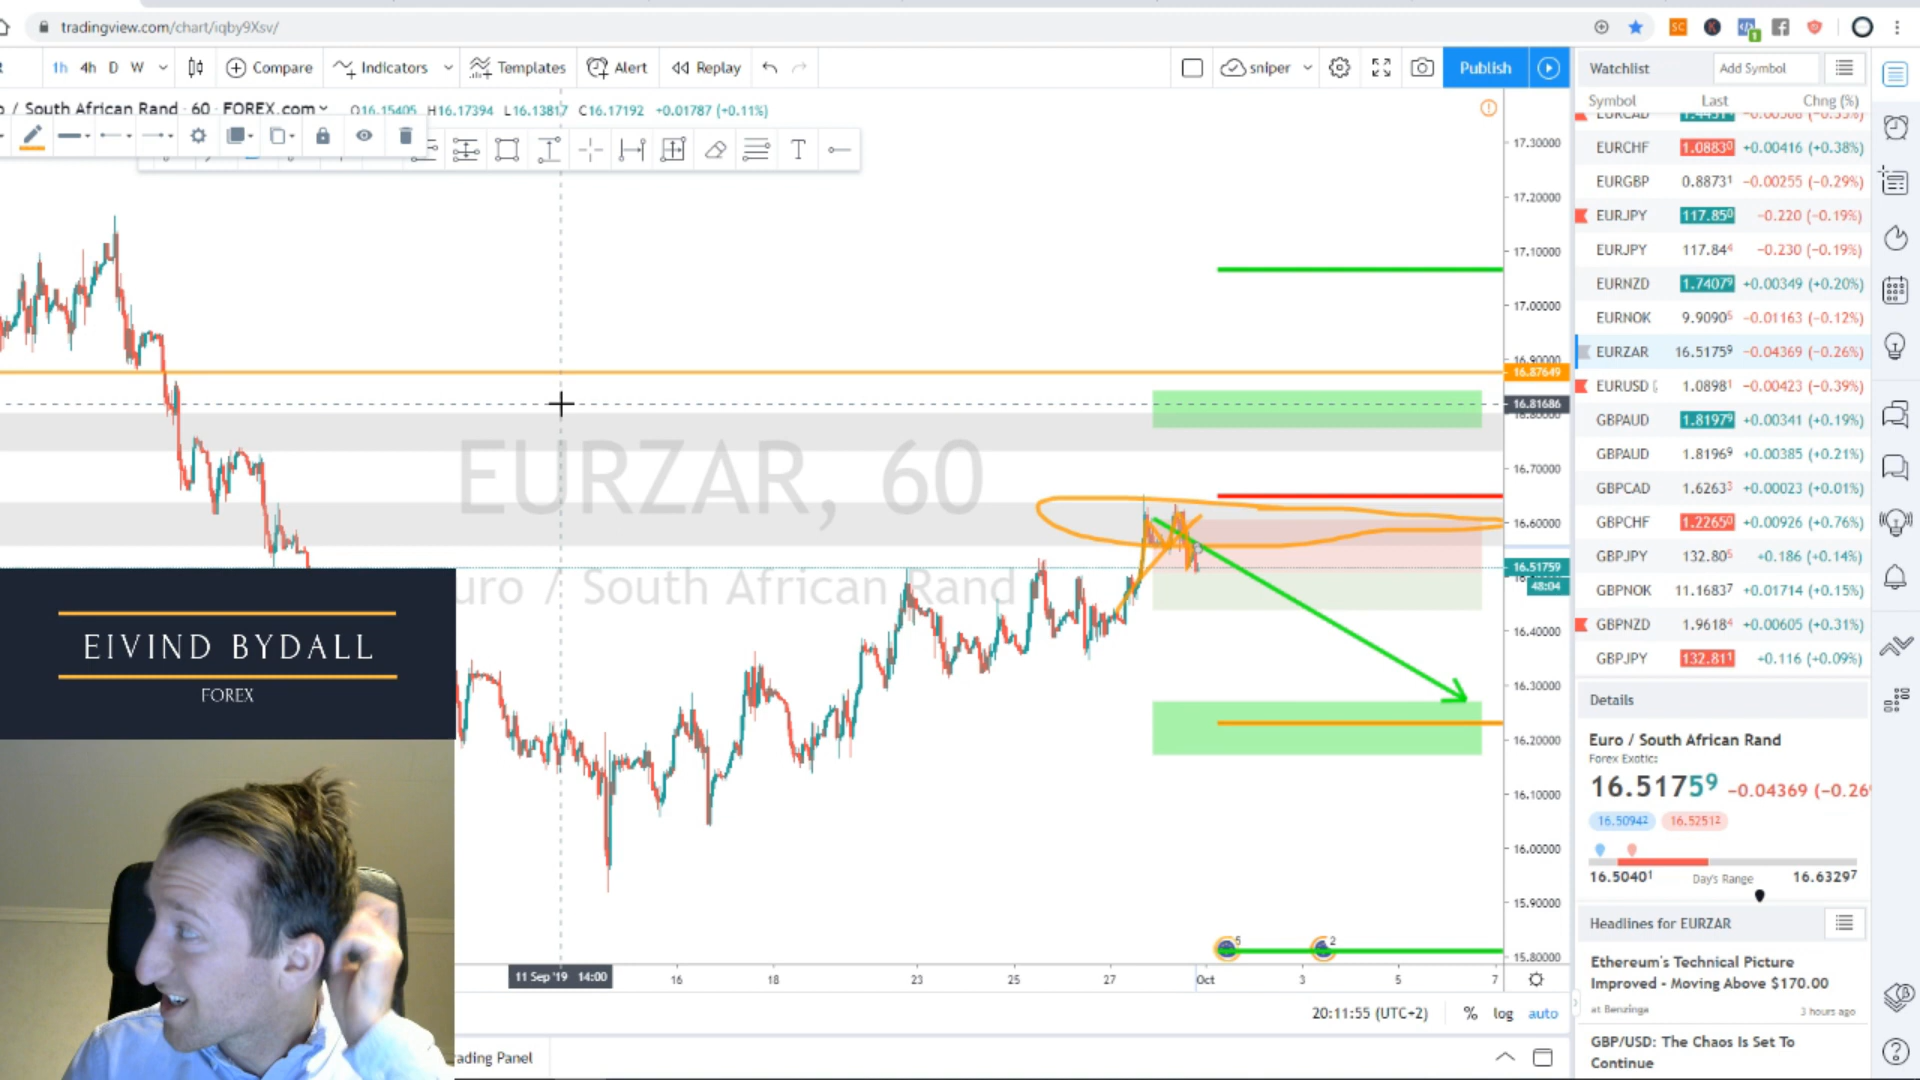 tradingview.com/chart/iqby9Xsv/
1h 4h D W Compare Indicators Templates Alert Replay sniper Publish
/ South African Rand · 60 · FOREX.com O16.15405 H16.17394 L16.13817 C16.17192 +0.01787 (+0.11%)
T
EURZAR, 60
South African Rand
17.30000
17.20000
17.10000
17.00000
16.90000
16.87649
16.81686
16.70000
16.60000
16.51759
48:04
16.40000
16.30000
16.20000
16.10000
16.00000
15.90000
15.80000
5
2
11 Sep '19 14:00 16 18 23 25 27 Oct 3 5 7
20:11:55 (UTC+2) % log auto
EIVIND BYDALL
FOREX
Watchlist Add Symbol
Symbol Last Chng (%)
EURCHF 1.08830 +0.00416 (+0.38%)
EURGBP 0.88731 −0.00255 (−0.29%)
EURJPY 117.850 −0.220 (−0.19%)
EURJPY 117.844 −0.230 (−0.19%)
EURNZD 1.74079 +0.00349 (+0.20%)
EURNOK 9.90905 −0.01163 (−0.12%)
EURZAR 16.51759 −0.04369 (−0.26%)
EURUSD 1.08981 −0.00423 (−0.39%)
GBPAUD 1.81979 +0.00341 (+0.19%)
GBPAUD 1.81969 +0.00385 (+0.21%)
GBPCAD 1.62633 +0.00023 (+0.01%)
GBPCHF 1.22650 +0.00926 (+0.76%)
GBPJPY 132.805 +0.186 (+0.14%)
GBPNOK 11.16837 +0.01714 (+0.15%)
GBPNZD 1.96184 +0.00605 (+0.31%)
GBPJPY 132.811 +0.116 (+0.09%)
Details
Euro / South African Rand
Forex Exotic:
16.51759 −0.04369 (−0.26
16.50942 16.52512
16.50401 Day's Range 16.63297
Headlines for EURZAR
Ethereum's Technical Picture
Improved - Moving Above $170.00
at Benzinga 3 hours ago
GBP/USD: The Chaos Is Set To
Continue